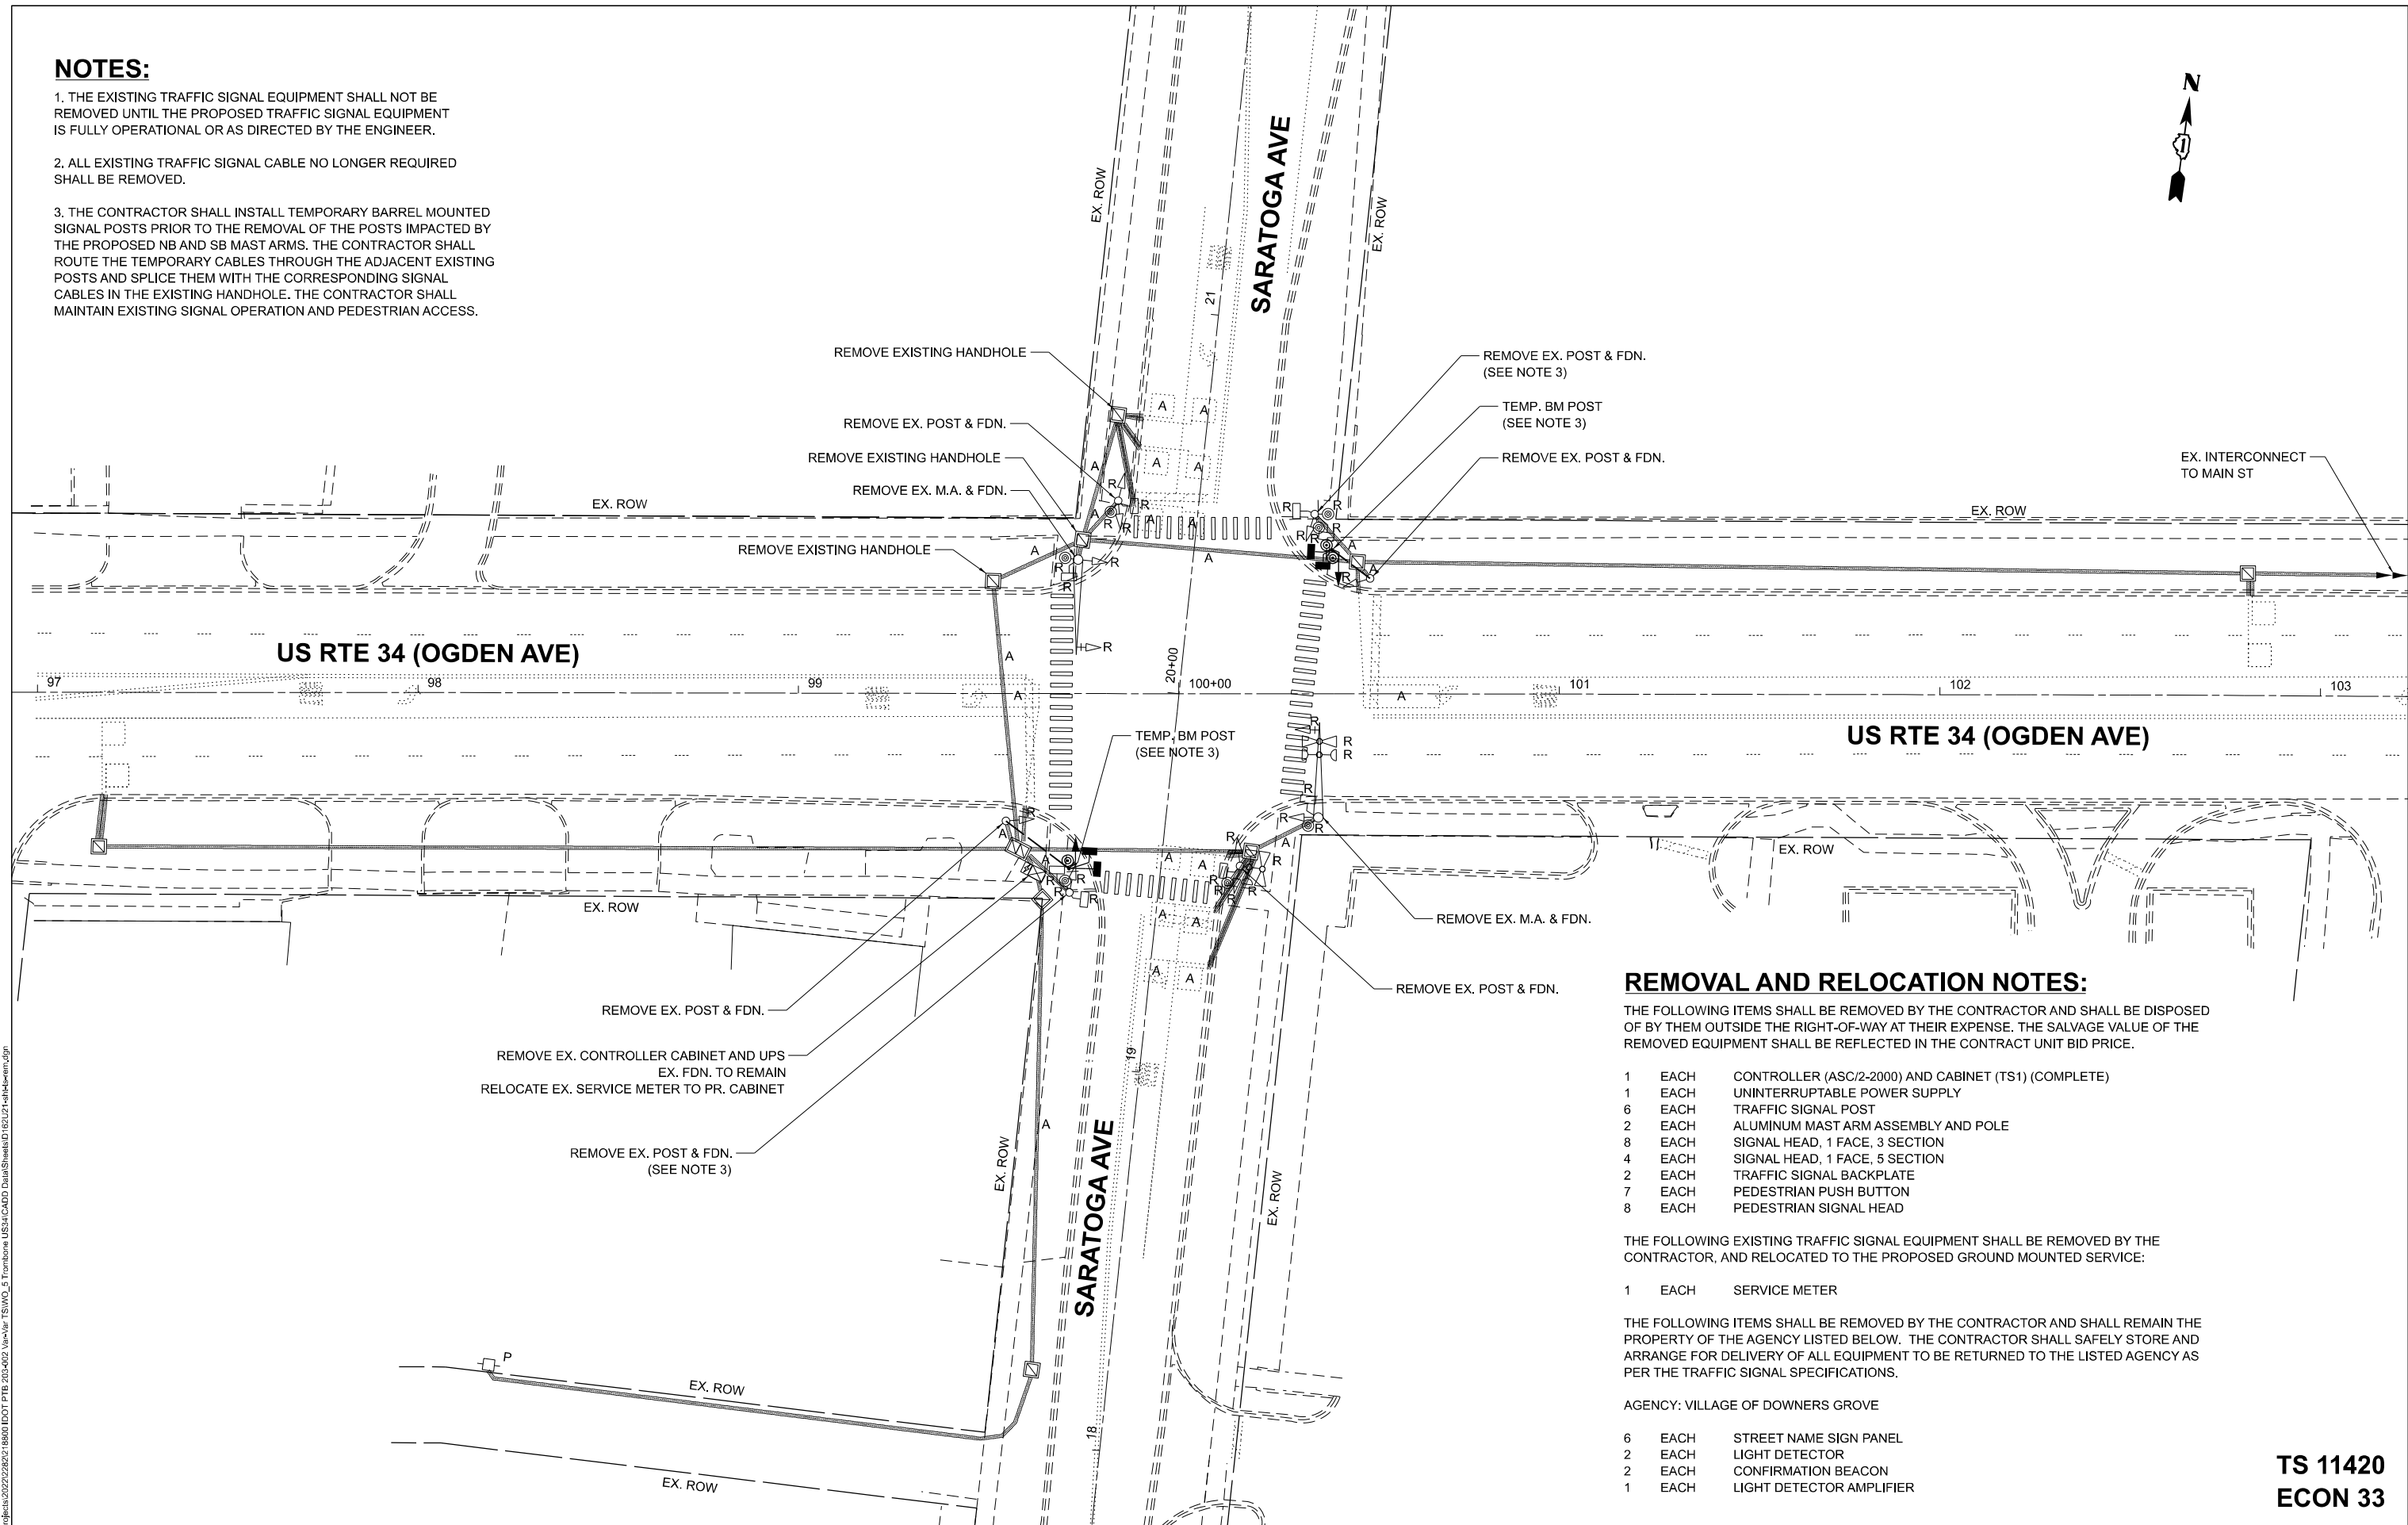 NOTES:
1. THE EXISTING TRAFFIC SIGNAL EQUIPMENT SHALL NOT BE
REMOVED UNTIL THE PROPOSED TRAFFIC SIGNAL EQUIPMENT
IS FULLY OPERATIONAL OR AS DIRECTED BY THE ENGINEER.
2. ALL EXISTING TRAFFIC SIGNAL CABLE NO LONGER REQUIRED
SHALL BE REMOVED.
3. THE CONTRACTOR SHALL INSTALL TEMPORARY BARREL MOUNTED
SIGNAL POSTS PRIOR TO THE REMOVAL OF THE POSTS IMPACTED BY
THE PROPOSED NB AND SB MAST ARMS. THE CONTRACTOR SHALL
ROUTE THE TEMPORARY CABLES THROUGH THE ADJACENT EXISTING
POSTS AND SPLICE THEM WITH THE CORRESPONDING SIGNAL
CABLES IN THE EXISTING HANDHOLE. THE CONTRACTOR SHALL
MAINTAIN EXISTING SIGNAL OPERATION AND PEDESTRIAN ACCESS.
N
1
EX. ROW
SARATOGA AVE
EX. ROW
21
REMOVE EXISTING HANDHOLE
REMOVE EX. POST & FDN.
REMOVE EXISTING HANDHOLE
REMOVE EX. M.A. & FDN.
REMOVE EXISTING HANDHOLE
REMOVE EX. POST & FDN.
(SEE NOTE 3)
TEMP. BM POST
(SEE NOTE 3)
REMOVE EX. POST & FDN.
EX. INTERCONNECT
TO MAIN ST
EX. ROW
EX. ROW
US RTE 34 (OGDEN AVE)
97
98
99
20+00
100+00
101
102
103
US RTE 34 (OGDEN AVE)
TEMP. BM POST
(SEE NOTE 3)
EX. ROW
EX. ROW
REMOVE EX. M.A. & FDN.
REMOVE EX. POST & FDN.
REMOVE EX. POST & FDN.
REMOVE EX. CONTROLLER CABINET AND UPS
EX. FDN. TO REMAIN
RELOCATE EX. SERVICE METER TO PR. CABINET
REMOVE EX. POST & FDN.
(SEE NOTE 3)
19
A
EX. ROW
SARATOGA AVE
EX. ROW
P
EX. ROW
18
EX. ROW
REMOVAL AND RELOCATION NOTES:
THE FOLLOWING ITEMS SHALL BE REMOVED BY THE CONTRACTOR AND SHALL BE DISPOSED
OF BY THEM OUTSIDE THE RIGHT-OF-WAY AT THEIR EXPENSE. THE SALVAGE VALUE OF THE
REMOVED EQUIPMENT SHALL BE REFLECTED IN THE CONTRACT UNIT BID PRICE.
1 EACH CONTROLLER (ASC/2-2000) AND CABINET (TS1) (COMPLETE)
1 EACH UNINTERRUPTABLE POWER SUPPLY
6 EACH TRAFFIC SIGNAL POST
2 EACH ALUMINUM MAST ARM ASSEMBLY AND POLE
8 EACH SIGNAL HEAD, 1 FACE, 3 SECTION
4 EACH SIGNAL HEAD, 1 FACE, 5 SECTION
2 EACH TRAFFIC SIGNAL BACKPLATE
7 EACH PEDESTRIAN PUSH BUTTON
8 EACH PEDESTRIAN SIGNAL HEAD
THE FOLLOWING EXISTING TRAFFIC SIGNAL EQUIPMENT SHALL BE REMOVED BY THE
CONTRACTOR, AND RELOCATED TO THE PROPOSED GROUND MOUNTED SERVICE:
1 EACH SERVICE METER
THE FOLLOWING ITEMS SHALL BE REMOVED BY THE CONTRACTOR AND SHALL REMAIN THE
PROPERTY OF THE AGENCY LISTED BELOW. THE CONTRACTOR SHALL SAFELY STORE AND
ARRANGE FOR DELIVERY OF ALL EQUIPMENT TO BE RETURNED TO THE LISTED AGENCY AS
PER THE TRAFFIC SIGNAL SPECIFICATIONS.
AGENCY: VILLAGE OF DOWNERS GROVE
6 EACH STREET NAME SIGN PANEL
2 EACH LIGHT DETECTOR
2 EACH CONFIRMATION BEACON
1 EACH LIGHT DETECTOR AMPLIFIER
TS 11420
ECON 33